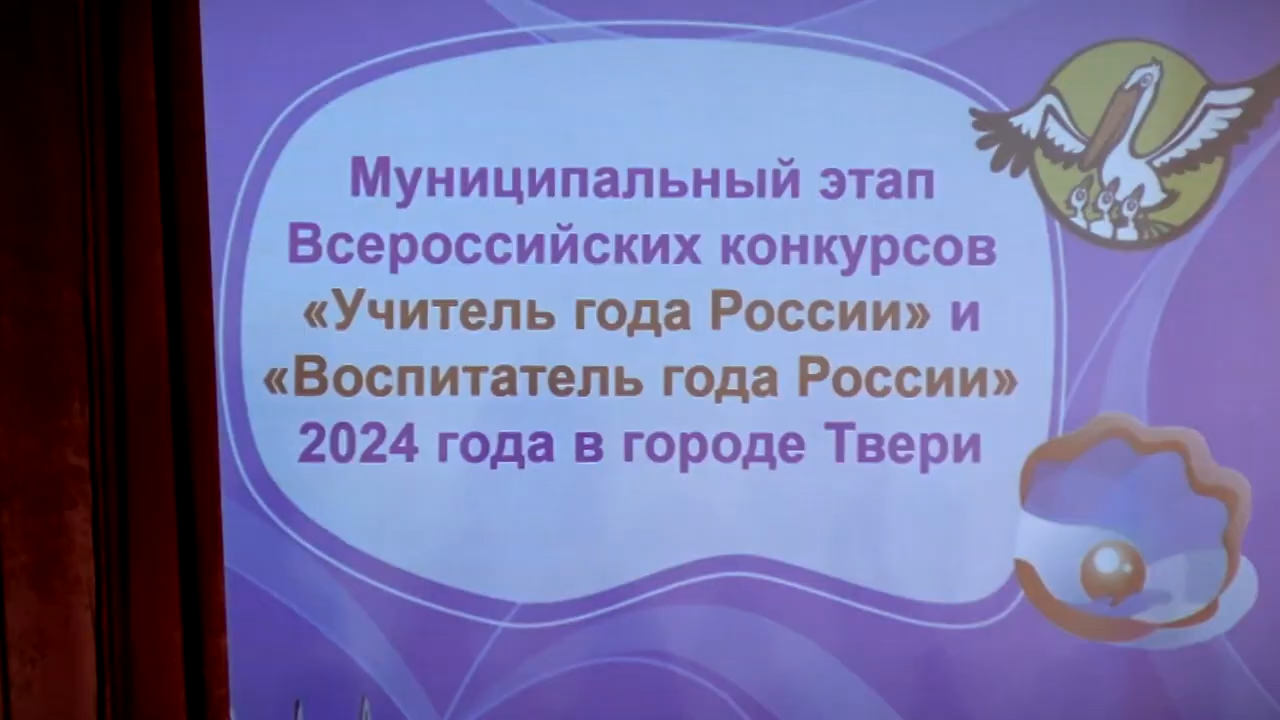 Муниципальный этап
Всероссийских конкурсов
«Учитель года России» и
«Воспитатель года России»
2024 года в городе Твери